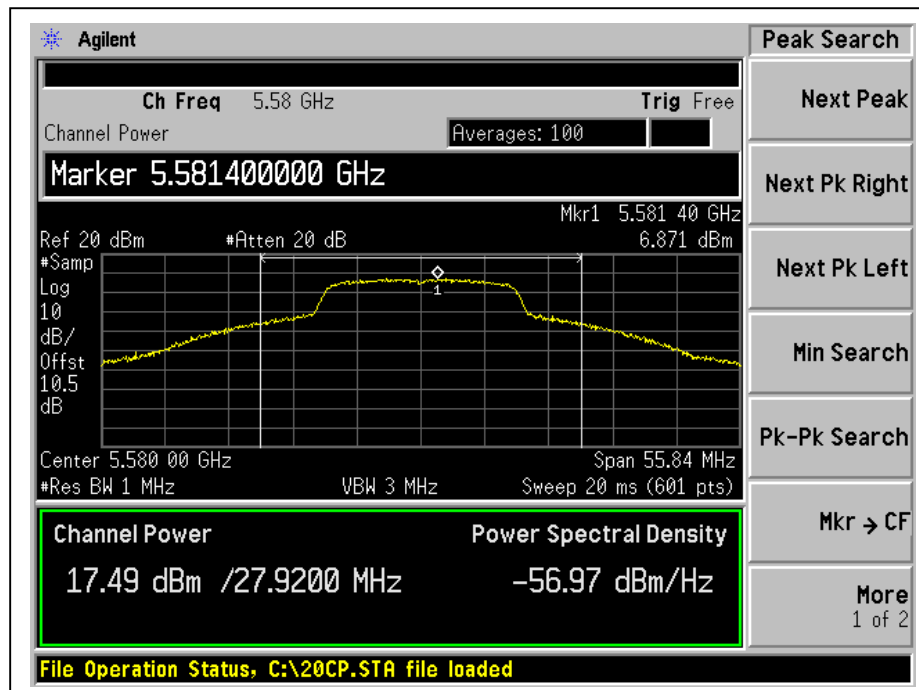 Agilent
Peak Search
Ch Freq 5.58 GHz Trig Free
Channel Power Averages: 100
Marker 5.581400000 GHz
Mkr1 5.581 40 GHz
Ref 20 dBm #Atten 20 dB 6.871 dBm
#Samp
Log
10
dB/
Offst
10.5
dB
1
Center 5.580 00 GHz Span 55.84 MHz
#Res BW 1 MHz VBW 3 MHz Sweep 20 ms (601 pts)
Channel Power Power Spectral Density
17.49 dBm /27.9200 MHz -56.97 dBm/Hz
File Operation Status, C:\20CP.STA file loaded
Next Peak
Next Pk Right
Next Pk Left
Min Search
Pk-Pk Search
Mkr → CF
More
1 of 2